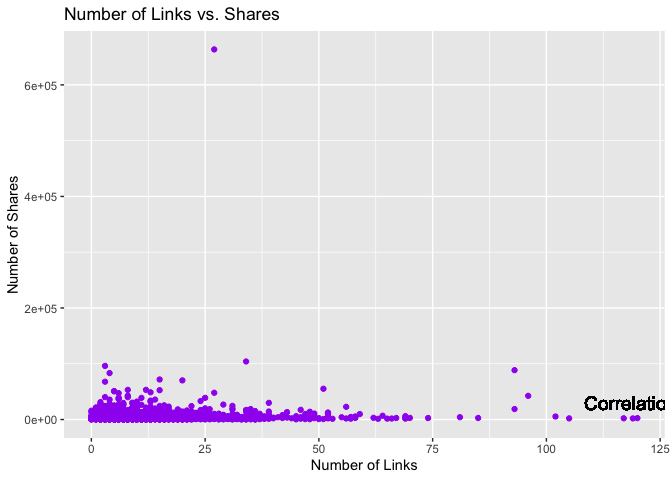 Number of Links vs. Shares
Number of Shares
6e+05
4e+05
2e+05
0e+00
Correlatio
0
25
50
75
100
125
Number of Links